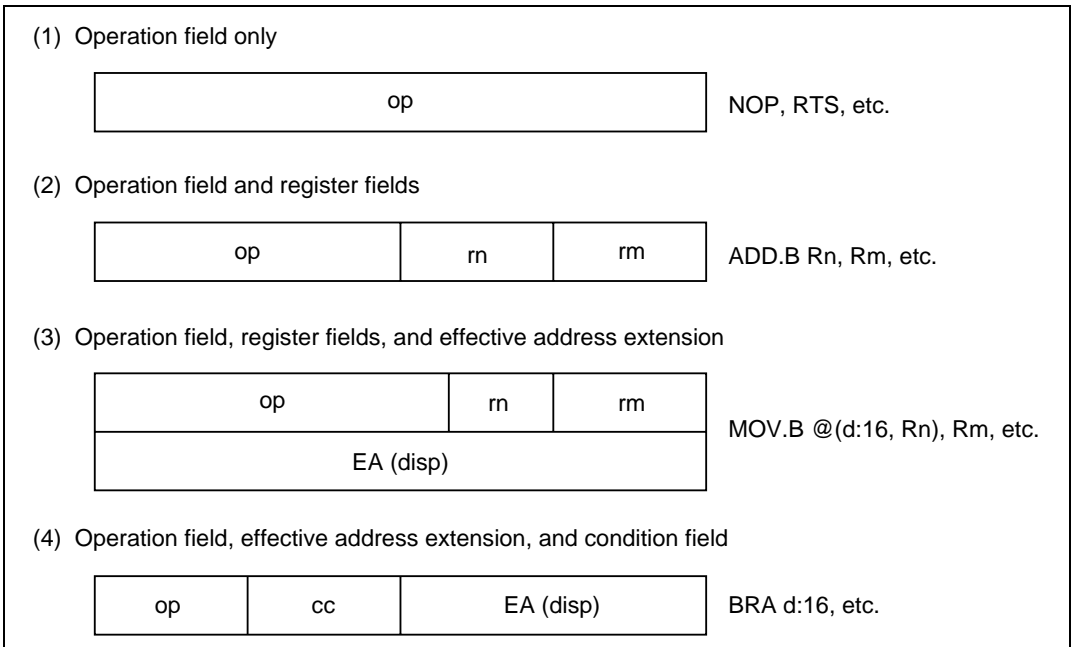 (1) Operation field only
op
NOP, RTS, etc.
(2) Operation field and register fields
op rn rm
ADD.B Rn, Rm, etc.
(3) Operation field, register fields, and effective address extension
op rn rm
EA (disp)
MOV.B @(d:16, Rn), Rm, etc.
(4) Operation field, effective address extension, and condition field
op cc EA (disp)
BRA d:16, etc.